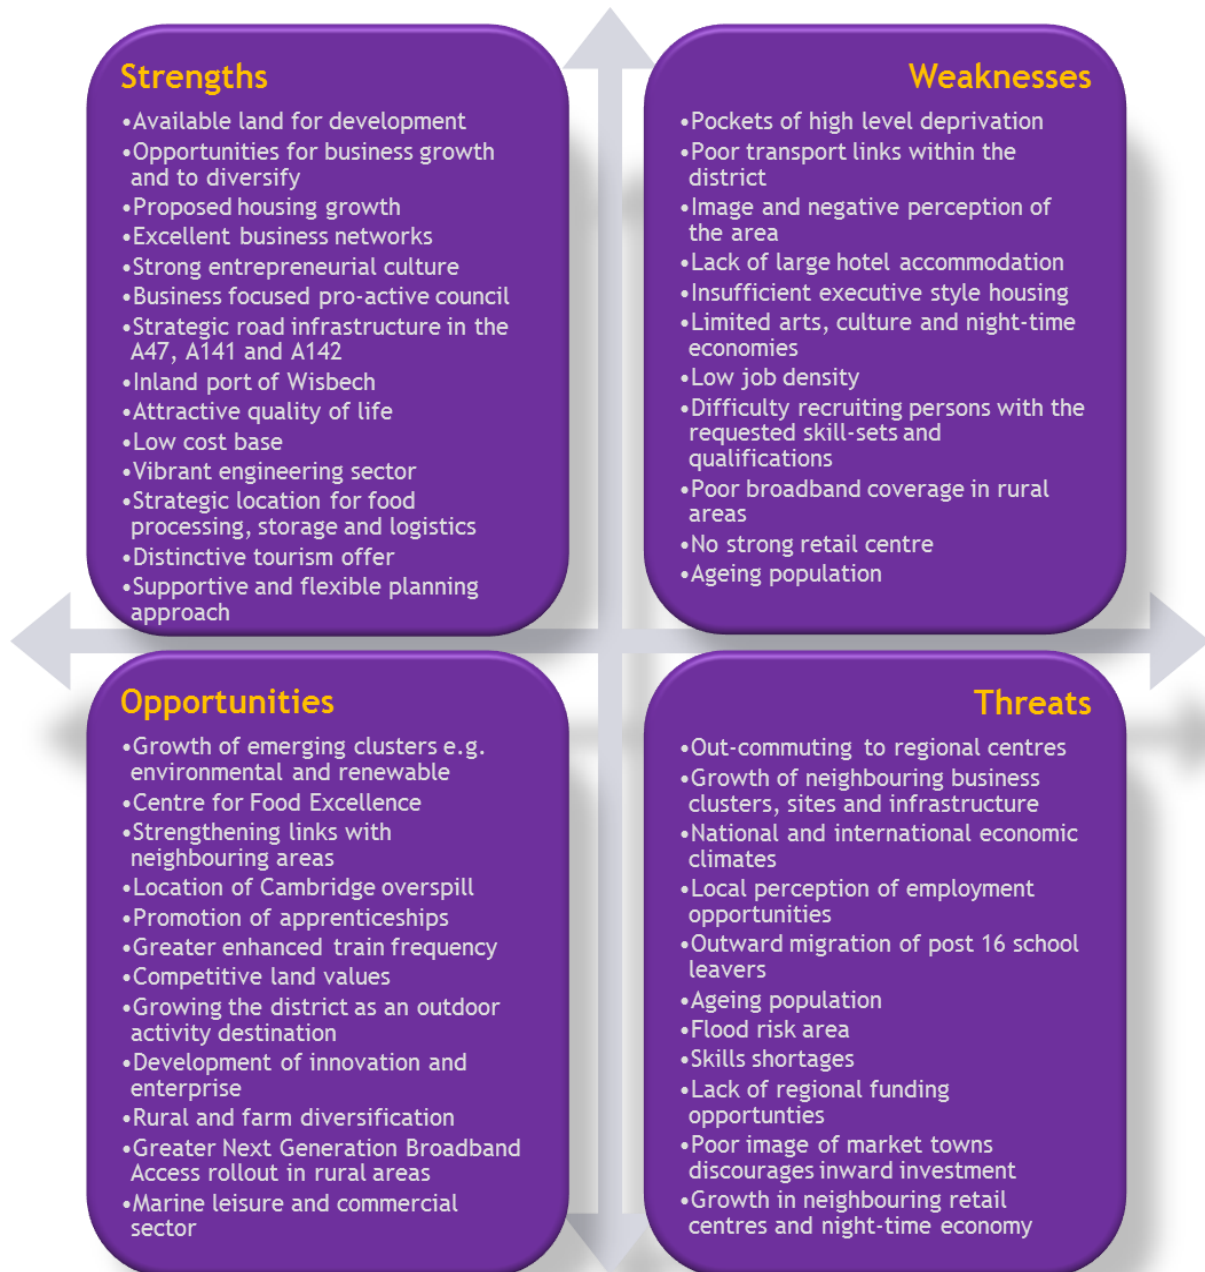 Strengths
•Available land for development
•Opportunities for business growth
and to diversify
•Proposed housing growth
•Excellent business networks
•Strong entrepreneurial culture
•Business focused pro-active council
•Strategic road infrastructure in the
A47, A141 and A142
•Inland port of Wisbech
•Attractive quality of life
•Low cost base
•Vibrant engineering sector
•Strategic location for food
processing, storage and logistics
•Distinctive tourism offer
•Supportive and flexible planning
approach
Weaknesses
•Pockets of high level deprivation
•Poor transport links within the
district
•Image and negative perception of
the area
•Lack of large hotel accommodation
•Insufficient executive style housing
•Limited arts, culture and night-time
economies
•Low job density
•Difficulty recruiting persons with the
requested skill-sets and
qualifications
•Poor broadband coverage in rural
areas
•No strong retail centre
•Ageing population
Opportunities
•Growth of emerging clusters e.g.
environmental and renewable
•Centre for Food Excellence
•Strengthening links with
neighbouring areas
•Location of Cambridge overspill
•Promotion of apprenticeships
•Greater enhanced train frequency
•Competitive land values
•Growing the district as an outdoor
activity destination
•Development of innovation and
enterprise
•Rural and farm diversification
•Greater Next Generation Broadband
Access rollout in rural areas
•Marine leisure and commercial
sector
Threats
•Out-commuting to regional centres
•Growth of neighbouring business
clusters, sites and infrastructure
•National and international economic
climates
•Local perception of employment
opportunities
•Outward migration of post 16 school
leavers
•Ageing population
•Flood risk area
•Skills shortages
•Lack of regional funding
opportunties
•Poor image of market towns
discourages inward investment
•Growth in neighbouring retail
centres and night-time economy